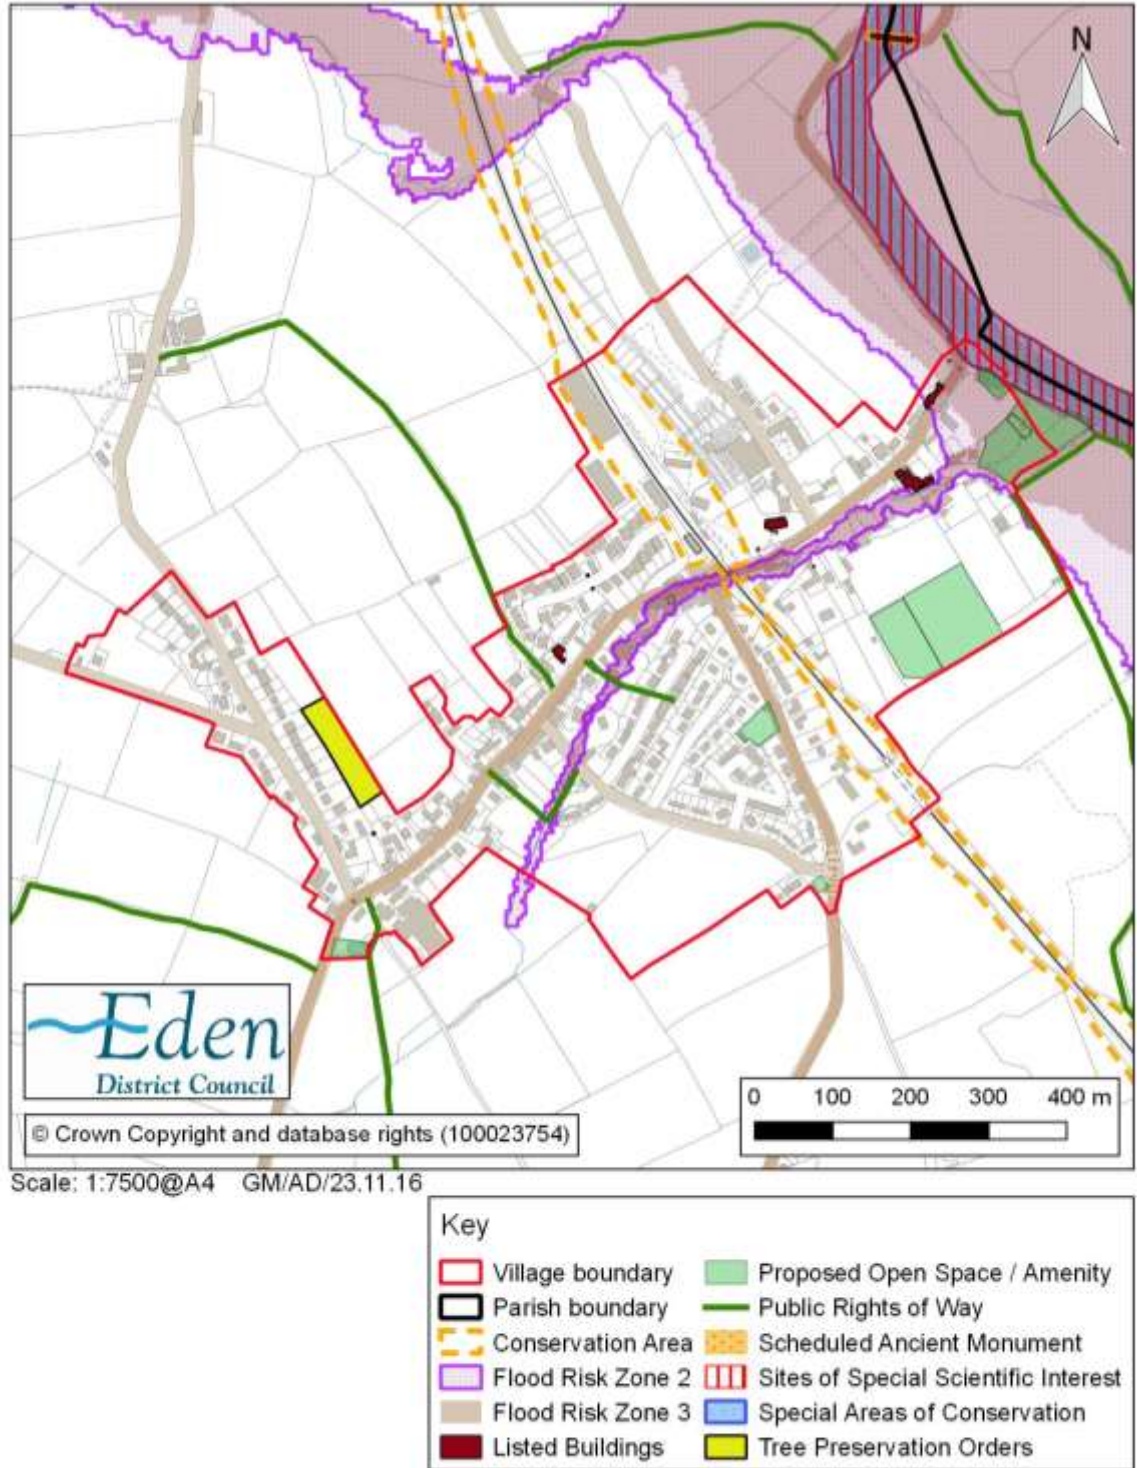 N
Eden
District Council
0 100 200 300 400 m
© Crown Copyright and database rights (100023754)
Scale: 1:7500@A4 GM/AD/23.11.16
Key
Village boundary
Parish boundary
Conservation Area
Flood Risk Zone 2
Flood Risk Zone 3
Listed Buildings
Proposed Open Space / Amenity
Public Rights of Way
Scheduled Ancient Monument
Sites of Special Scientific Interest
Special Areas of Conservation
Tree Preservation Orders